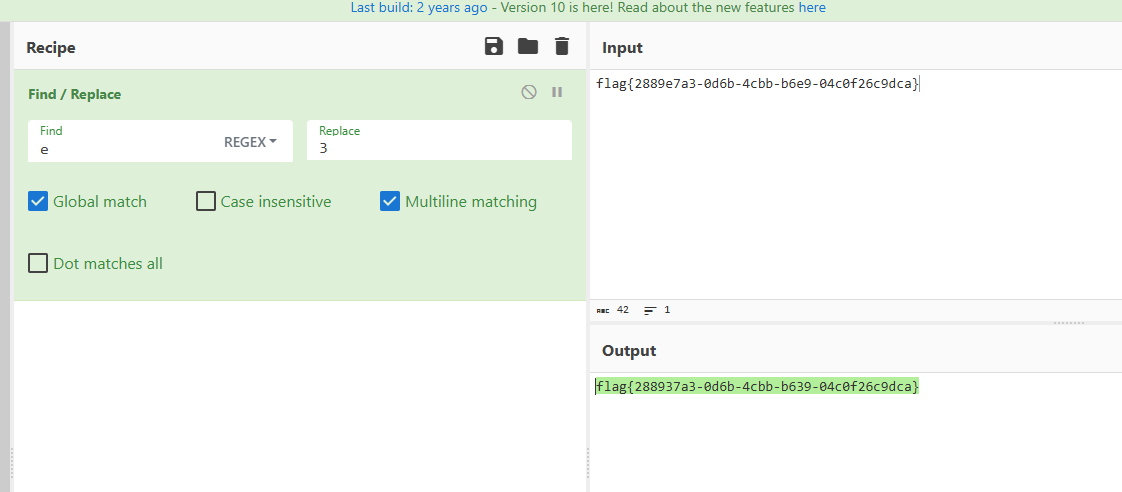 Last build: 2 years ago - Version 10 is here! Read about the new features here
Recipe
Find / Replace
Find
e
REGEX
Replace
3
Global match
Case insensitive
Multiline matching
Dot matches all
Input
flag{2889e7a3-0d6b-4cbb-b6e9-04c0f26c9dca}
ABC 42 1
Output
flag{288937a3-0d6b-4cbb-b639-04c0f26c9dca}